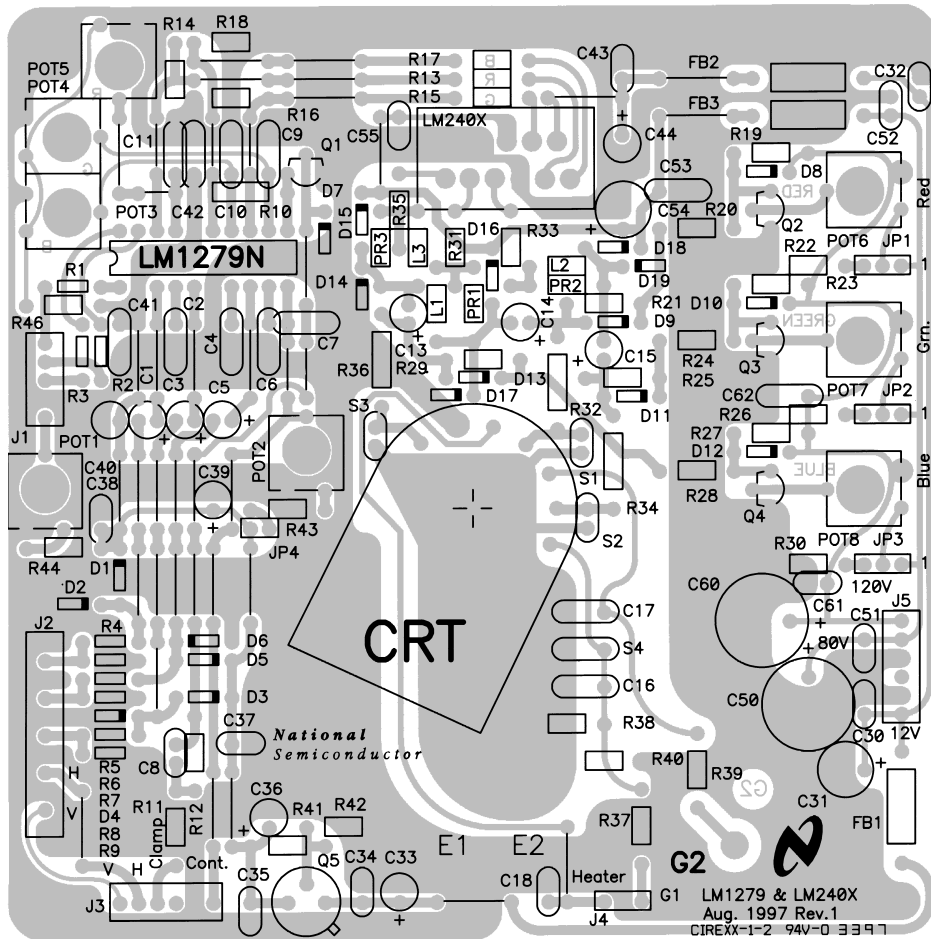 R14 R18
POT5
POT4
R17 B
R13 R
R15 G
C43 FB2 C32
FB3
R16
C11 C9 C55 LM240X C44 C52
Q1 R19
R
G
B
D7 C53 D8
RED
POT3 C42 C10 R10 D15 R35 C54 R20 Q2 Red
PR3 L3 R31 D16 R33 D18 R22 POT6 JP1
LM1279N
R1 D14 L2 D19 1
PR2 R23
C41 C2 L1 PR1 C14 R21 D10
R46 C4 D9 GREEN Grn.
C7 C13 C15 R24 Q3
R36 R29 R25
R2 C1 C3 C5 C6 D13 POT7 JP2
R3 D17 D11 C62
S3 R32 R26 1
J1 POT1 POT2 R27
D12
C40 C39 S1 BLUE Blue
C38 R28
R34 Q4
R43
S2 POT8 JP3
JP4 R30
R44 D1 1
120V
D2 C60 C61
J2 C17 C51 J5
R4 D6 80V
CRT
D5 S4
D3 C16 C50
C37 National R38 C30 12V
Semiconductor
C8 R40
H R5 R39
R6 C36 G2
V R7 R11 R12 R41 R42 C31
D4 R37 FB1
R8
R9 Clamp E1 E2
V H Cont. Q5 C34 C33 G2
C35 C18 Heater
J3 J4 G1 LM1279 & LM240X
Aug. 1997 Rev.1
CIREXX-1-2 94V-0 3397